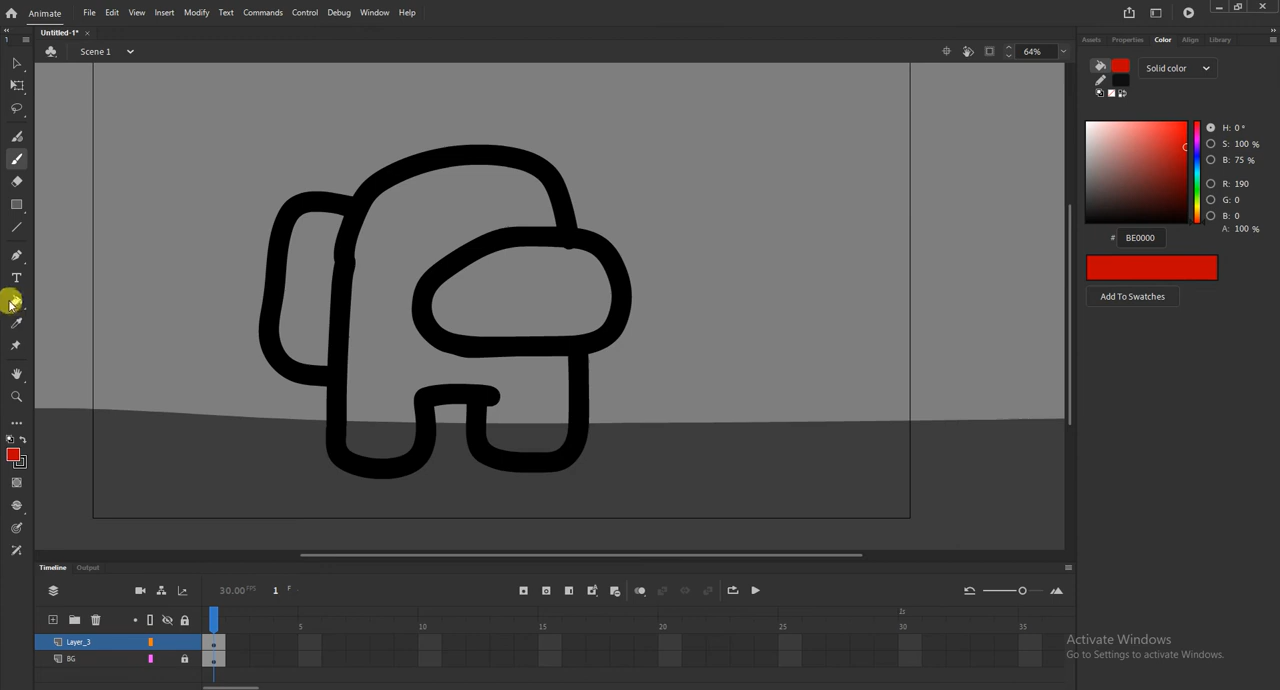 Animate File Edit View Insert Modify Text Commands Control Debug Window Help
Untitled-1* ×
1
Scene 1
64%
Assets Properties Color Align Library
Solid color
H: 0 °
S: 100 %
B: 75 %
R: 190
G: 0
B: 0
A: 100 %
# BE0000
Add To Swatches
Timeline Output
30.00 FPS 1 F
1s
5 10 15 20 25 30 35
Layer_3
BG
Activate Windows
Go to Settings to activate Windows.